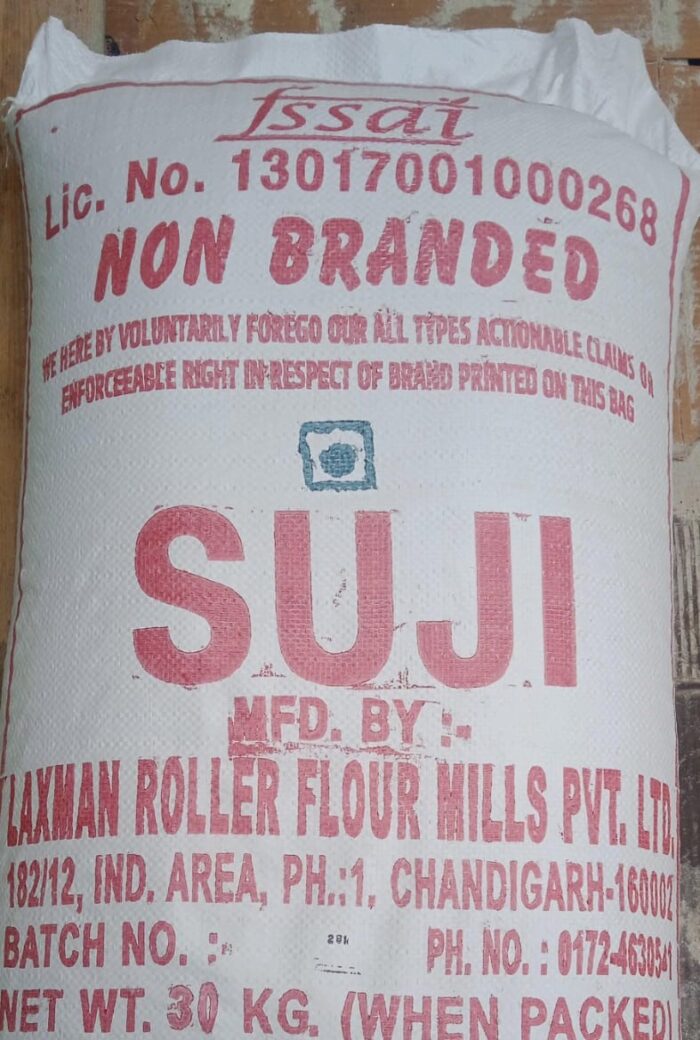 fssai
Lic. No. 13017001000268
NON BRANDED
WE HERE BY VOLUNTARILY FOREGO OUR ALL TYPES ACTIONABLE CLAIMS OR
ENFORCEEABLE RIGHT IN RESPECT OF BRAND PRINTED ON THIS BAG
SUJI
MFD. BY :-
LAXMAN ROLLER FLOUR MILLS PVT. LTD.
182/12, IND. AREA, PH.:1, CHANDIGARH-160002
BATCH NO. :- PH. NO. :
NET WT. 30 KG. (WHEN PACKED)